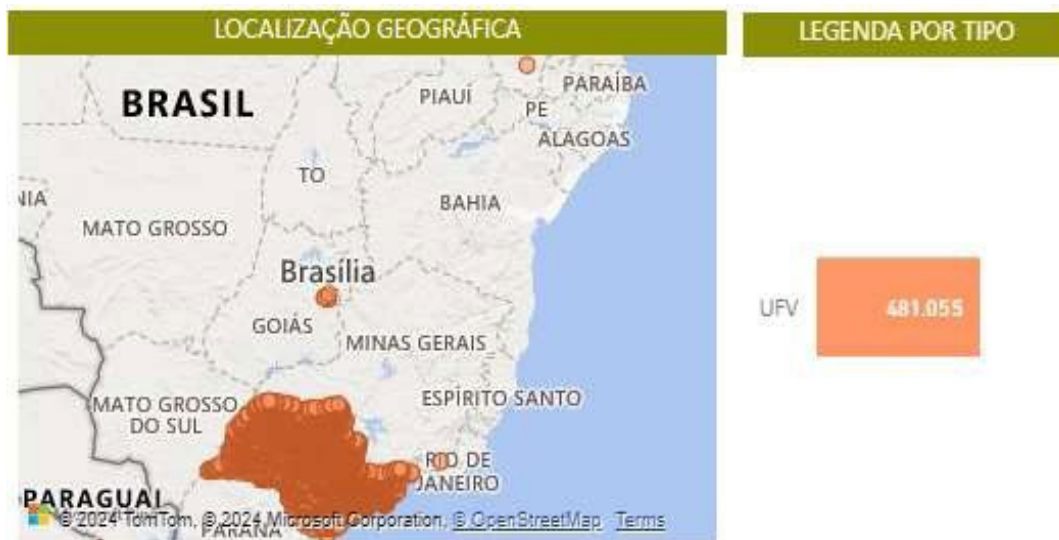 LOCALIZAÇÃO GEOGRÁFICA
LEGENDA POR TIPO
BRASIL
PIAUÍ
PARAÍBA
PE
ALAGOAS
TO
NIA
BAHIA
MATO GROSSO
Brasília
GOIÁS
MINAS GERAIS
UFV
481.055
MATO GROSSO
DO SUL
ESPÍRITO SANTO
RIO DE
JANEIRO
PARAGUAI
© 2024 TomTom, © 2024 Microsoft Corporation, © OpenStreetMap Terms
PARANÁ